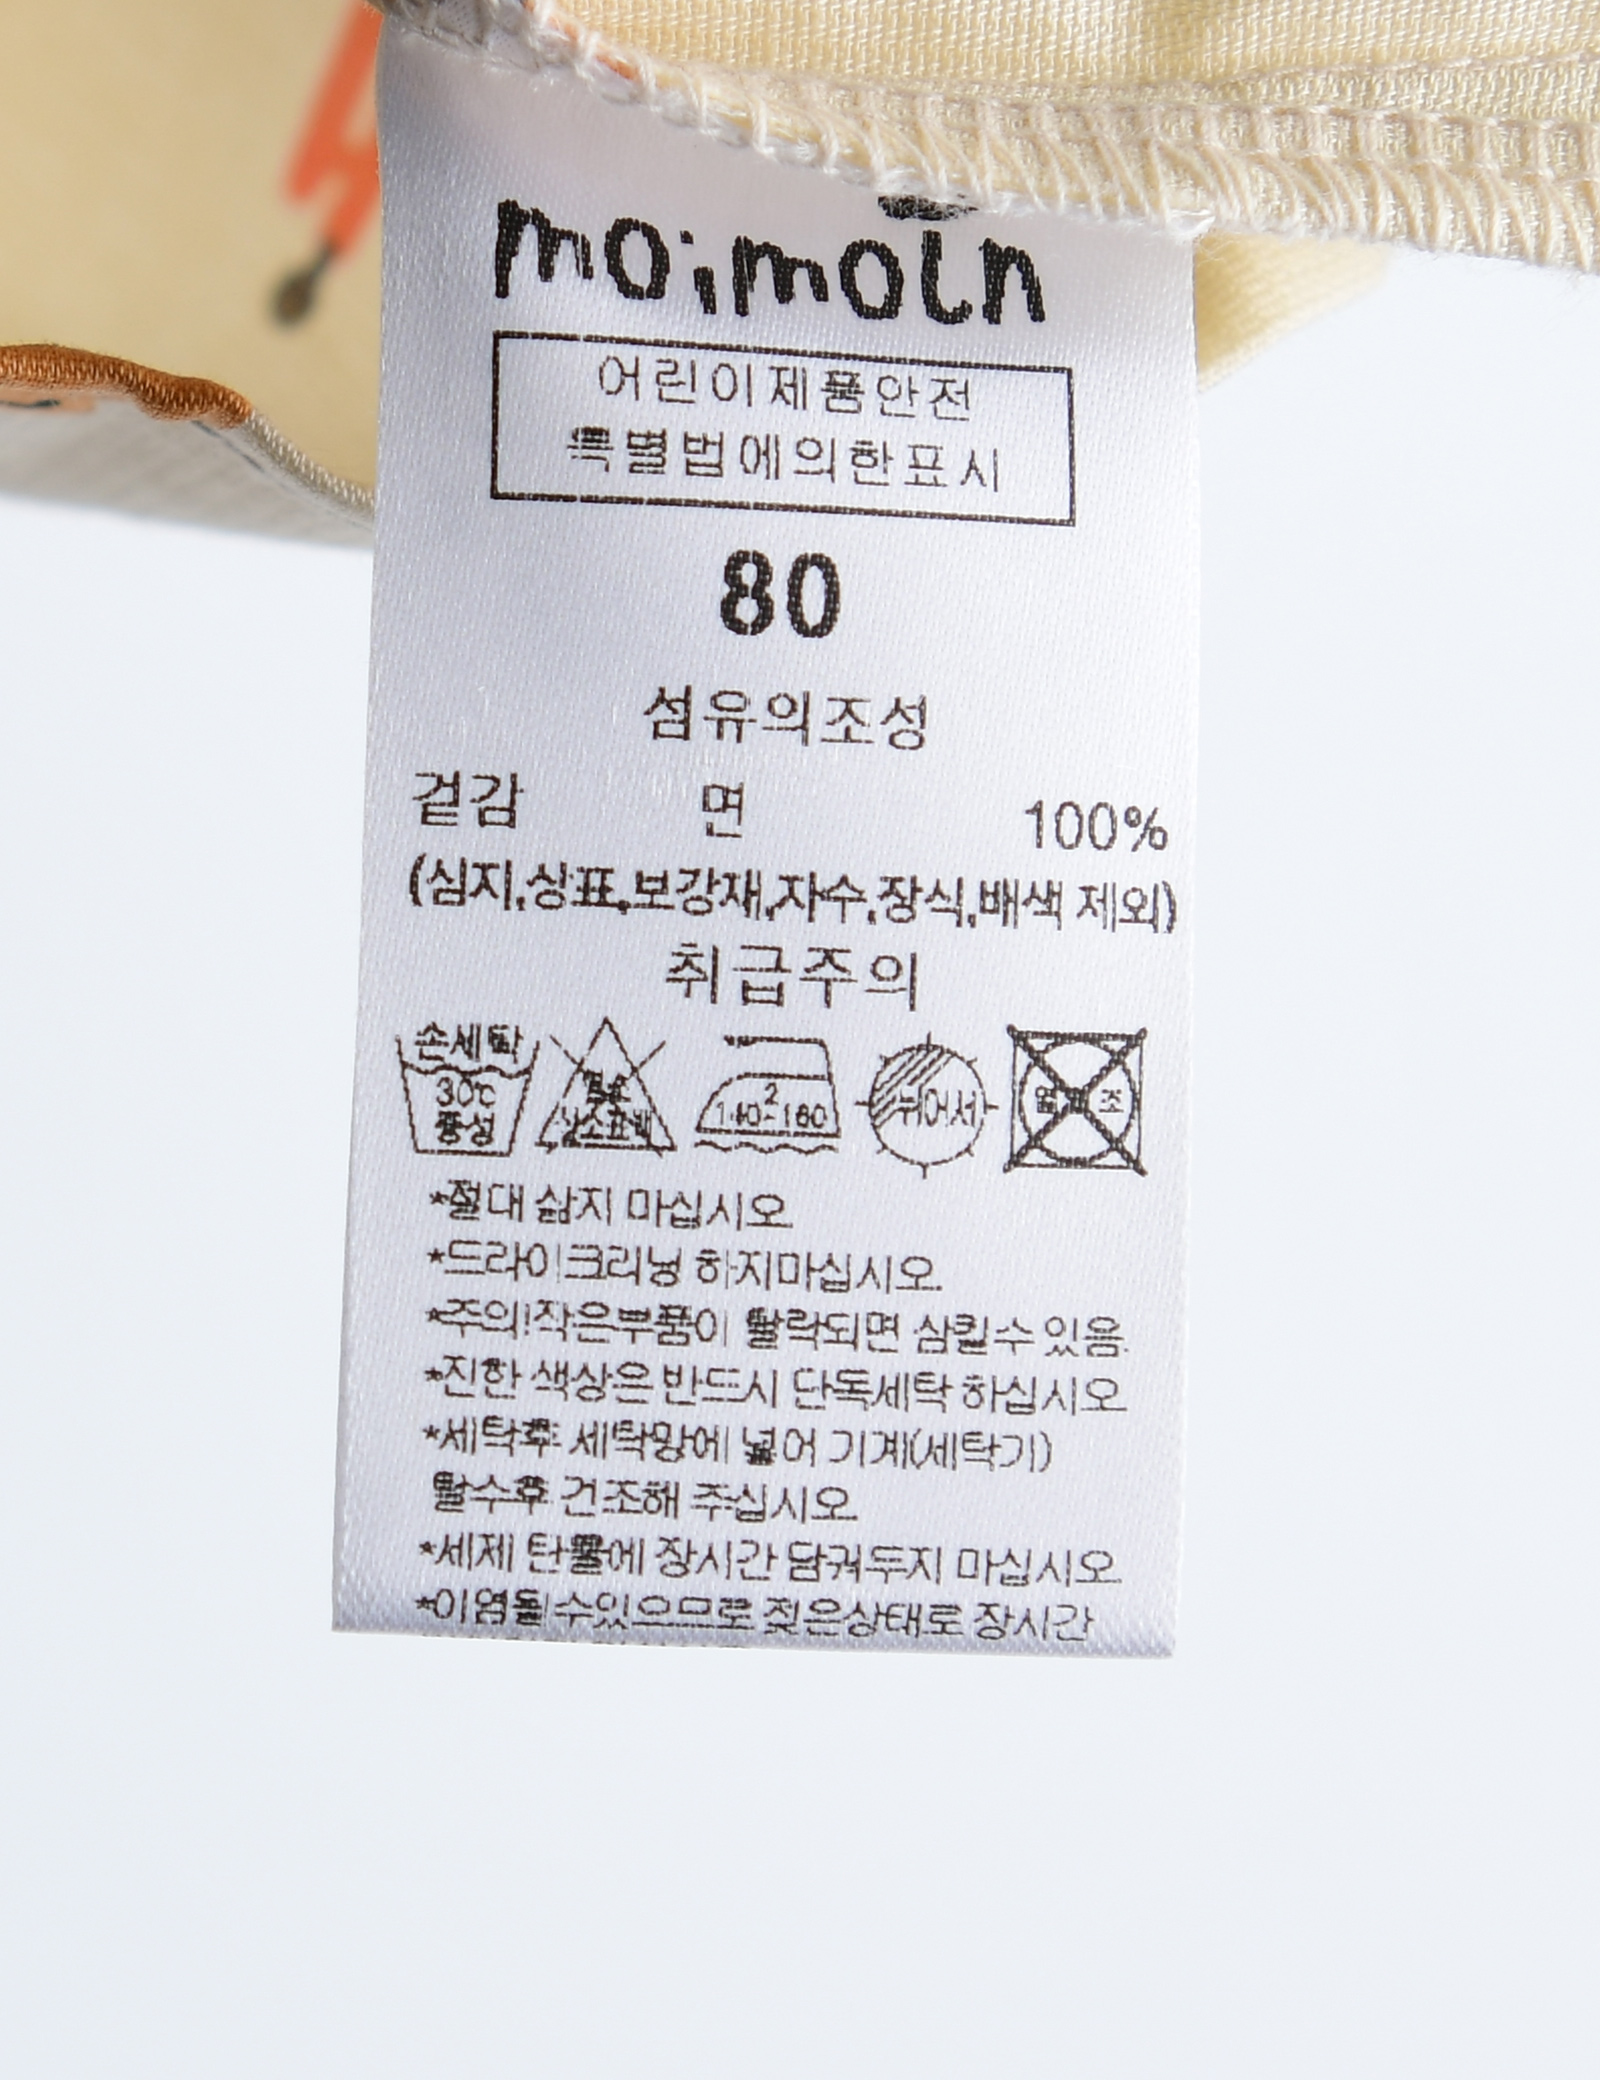 moimoln
어린이제품안전
특별법에의한표시
80
섬유의조성
겉감 면 100%
(심지,상표,보강재,자수,장식,배색 제외)
취급주의
손세탁
30℃
중성
염소
산소표백
2
140-160
뉘어서
*절대 삶지 마십시오.
*드라이크리닝 하지마십시오.
*주의!작은부품이 탈락되면 삼킬수 있음.
*진한 색상은 반드시 단독세탁 하십시오.
*세탁후 세탁망에 넣어 기계(세탁기)
탈수후 건조해 주십시오.
*세제 탄물에 장시간 담궈두지 마십시오.
*이염될 수있으므로 젖은상태로 장시간